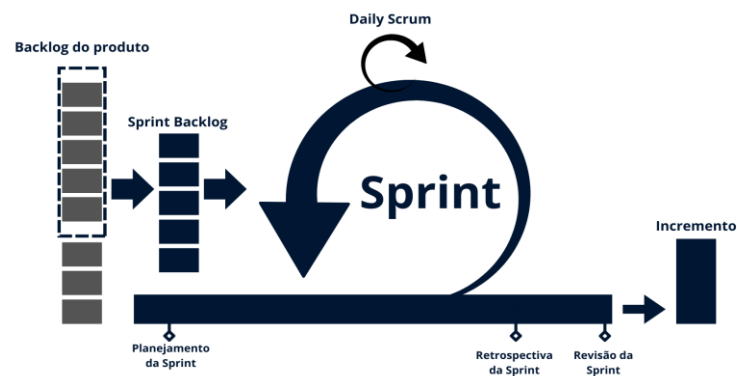 Daily Scrum
Backlog do produto
Sprint Backlog
Sprint
Incremento
Planejamento
da Sprint
Retrospectiva
da Sprint
Revisão da
Sprint